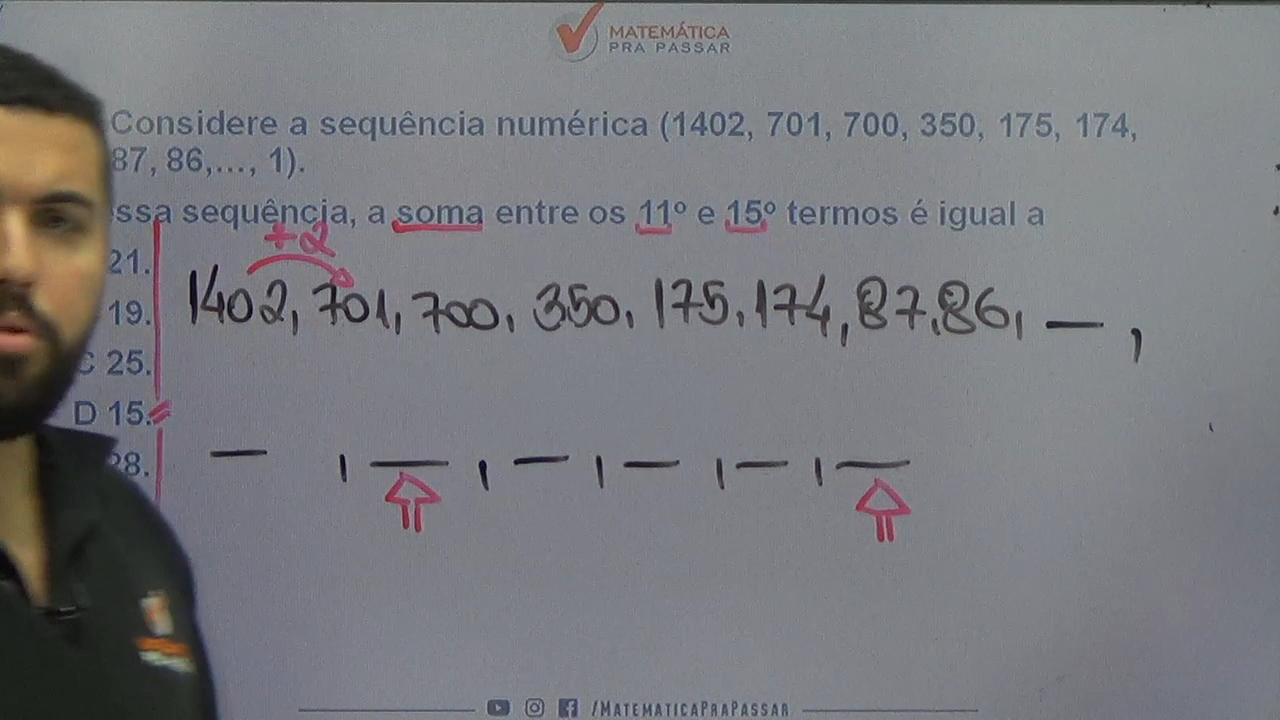 MATEMÁTICA
PRA PASSAR
Considere a sequência numérica (1402, 701, 700, 350, 175, 174,
87, 86,..., 1).
ssa sequência, a soma entre os 11º e 15º termos é igual a
÷2
21.
19.
C 25.
D 15.
28.
1402, 701, 700, 350, 175, 174, 87, 86, _ ,
_ , _ , _ , _ , _ , _
/MATEMATICAPRAPASSAR